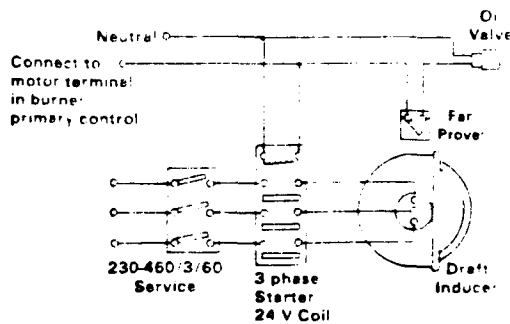 Oi
Valve
Neutral
Connect to
motor terminal
in burner
primary control
Fan
Prover
230-460/3/60
Service
3 phase
Starter
24 V Coil
Draft
Inducer